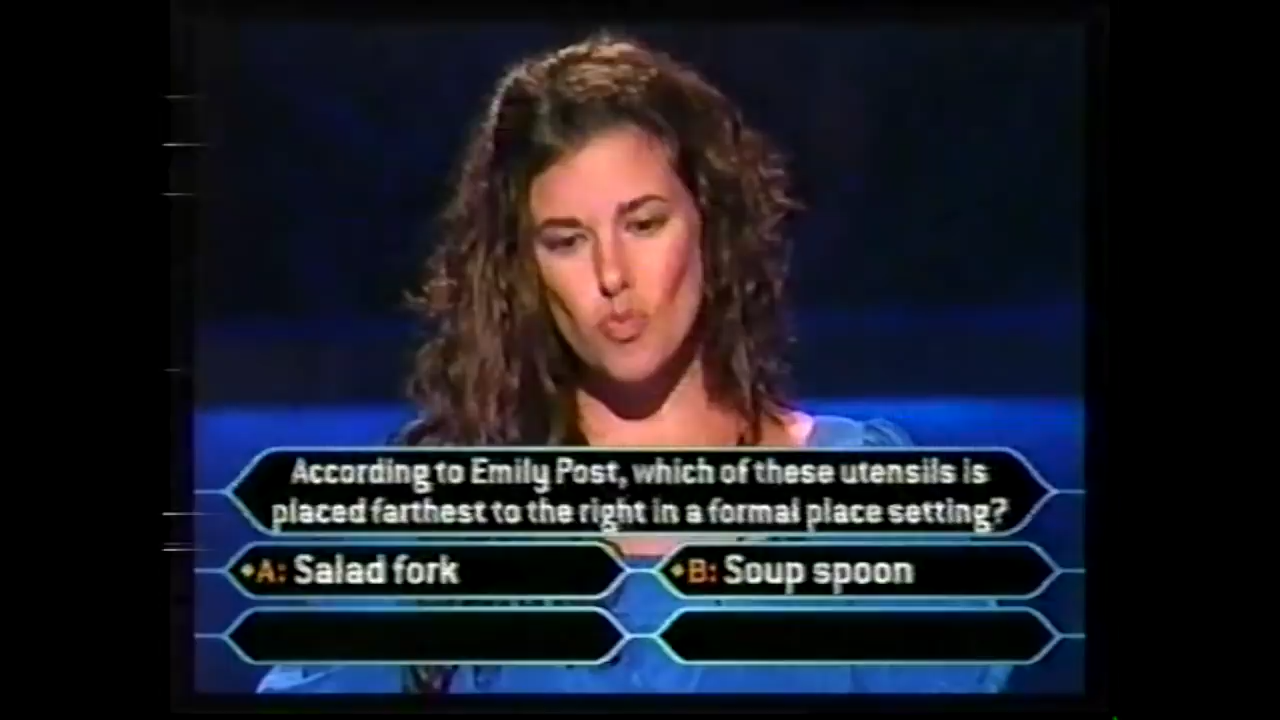 According to Emily Post, which of these utensils is
placed farthest to the right in a formal place setting?
A: Salad fork
B: Soup spoon